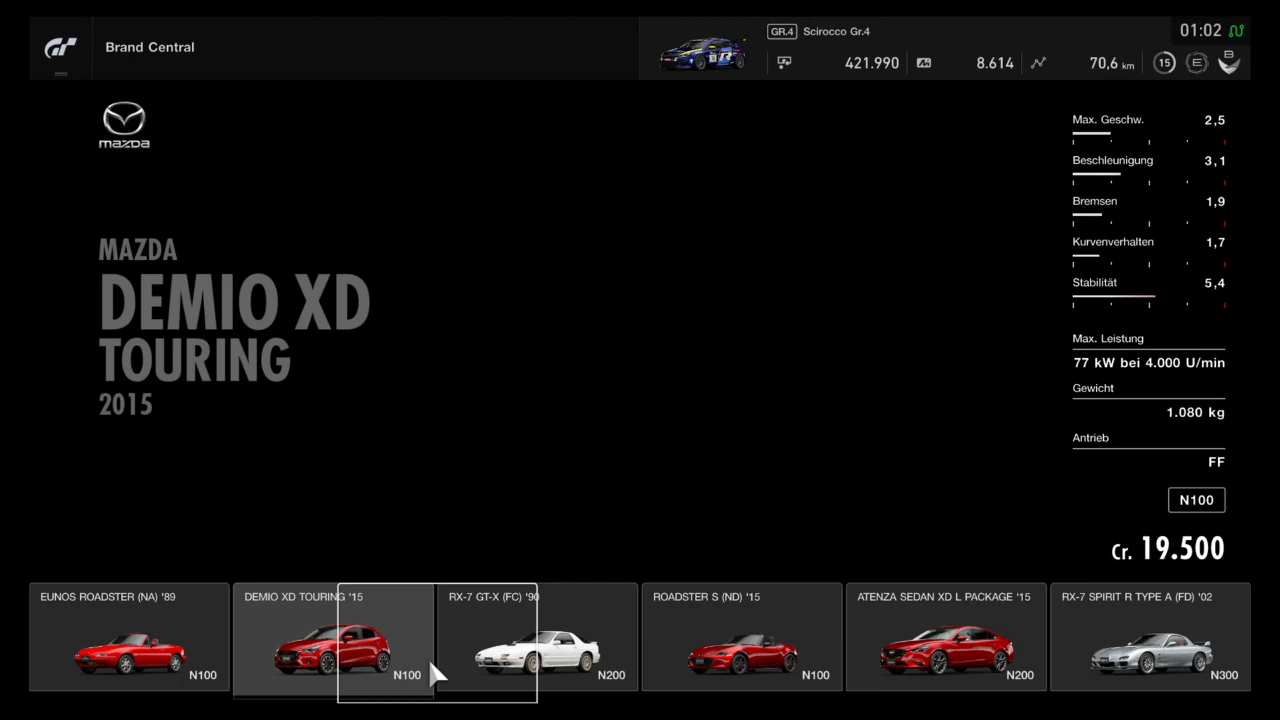 Brand Central
GR.4 Scirocco Gr.4
01:02
421.990
8.614
70,6 km
15
E
B
mazda
MAZDA
DEMIO XD
TOURING
2015
Max. Geschw. 2,5
Beschleunigung 3,1
Bremsen 1,9
Kurvenverhalten 1,7
Stabilität 5,4
Max. Leistung
77 kW bei 4.000 U/min
Gewicht
1.080 kg
Antrieb
FF
N100
Cr. 19.500
EUNOS ROADSTER (NA) '89
N100
DEMIO XD TOURING '15
N100
RX-7 GT-X (FC) '90
N200
ROADSTER S (ND) '15
N100
ATENZA SEDAN XD L PACKAGE '15
N200
RX-7 SPIRIT R TYPE A (FD) '02
N300